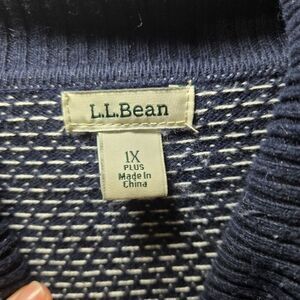 L.L.Bean
1X
PLUS
Made in
China